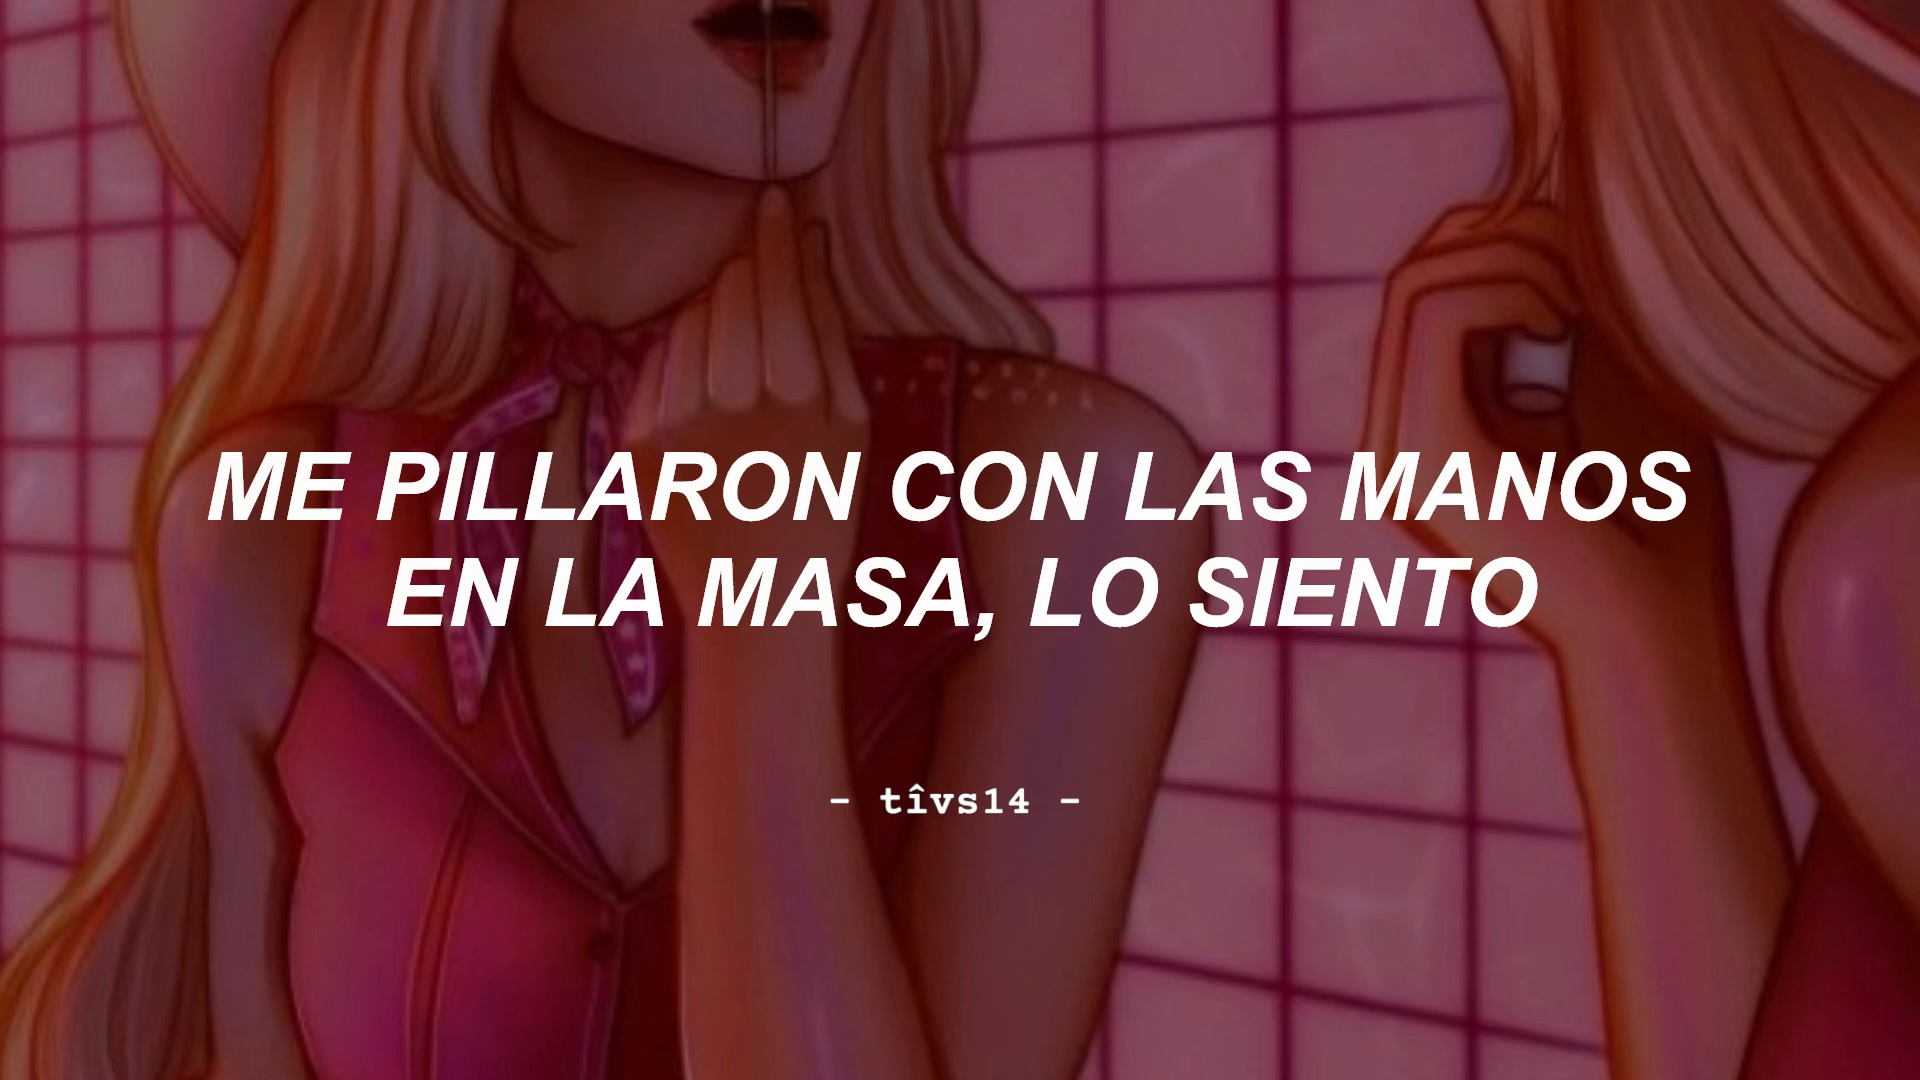 ME PILLARON CON LAS MANOS
EN LA MASA, LO SIENTO
- tîvs14 -